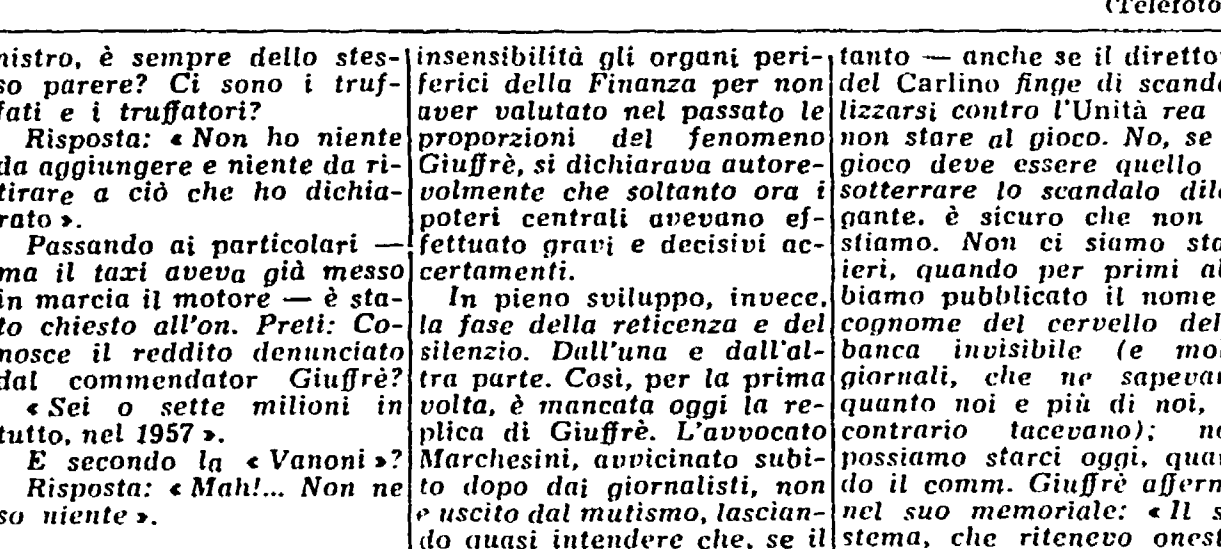 (Telefoto
nistro, è sempre dello stes-
so parere? Ci sono i truf-
fati e i truffatori?
Risposta: « Non ho niente
da aggiungere e niente da ri-
tirare a ciò che ho dichia-
rato ».
Passando ai particolari —
ma il taxi aveva già messo
in marcia il motore — è sta-
to chiesto all'on. Preti: Co-
nosce il reddito denunciato
dal commendator Giuffrè?
« Sei o sette milioni in
tutto, nel 1957 ».
E secondo la « Vanoni »?
Risposta: « Mah!... Non ne
so niente ».
insensibilità gli organi peri-
ferici della Finanza per non
aver valutato nel passato le
proporzioni del fenomeno
Giuffrè, si dichiarava autore-
volmente che soltanto ora i
poteri centrali avevano ef-
fettuato gravi e decisivi ac-
certamenti.
In pieno sviluppo, invece,
la fase della reticenza e del
silenzio. Dall'una e dall'al-
tra parte. Così, per la prima
volta, è mancata oggi la re-
plica di Giuffrè. L'avvocato
Marchesini, avvicinato subi-
to dopo dai giornalisti, non
è uscito dal mutismo, lascian-
do quasi intendere che, se il
tanto — anche se il diretto
del Carlino finge di scanda
lizzarsi contro l'Unità rea
non stare al gioco. No, se
gioco deve essere quello
sotterrare lo scandalo dila
gante, è sicuro che non
stiamo. Non ci siamo sta
ieri, quando per primi ab
biamo pubblicato il nome
cognome del cervello del
banca invisibile (e mol
giornali, che ne sapevan
quanto noi e più di noi,
contrario tacevano); no
possiamo starci oggi, quan
do il comm. Giuffrè afferm
nel suo memoriale: « Il s
stema, che ritenevo onest